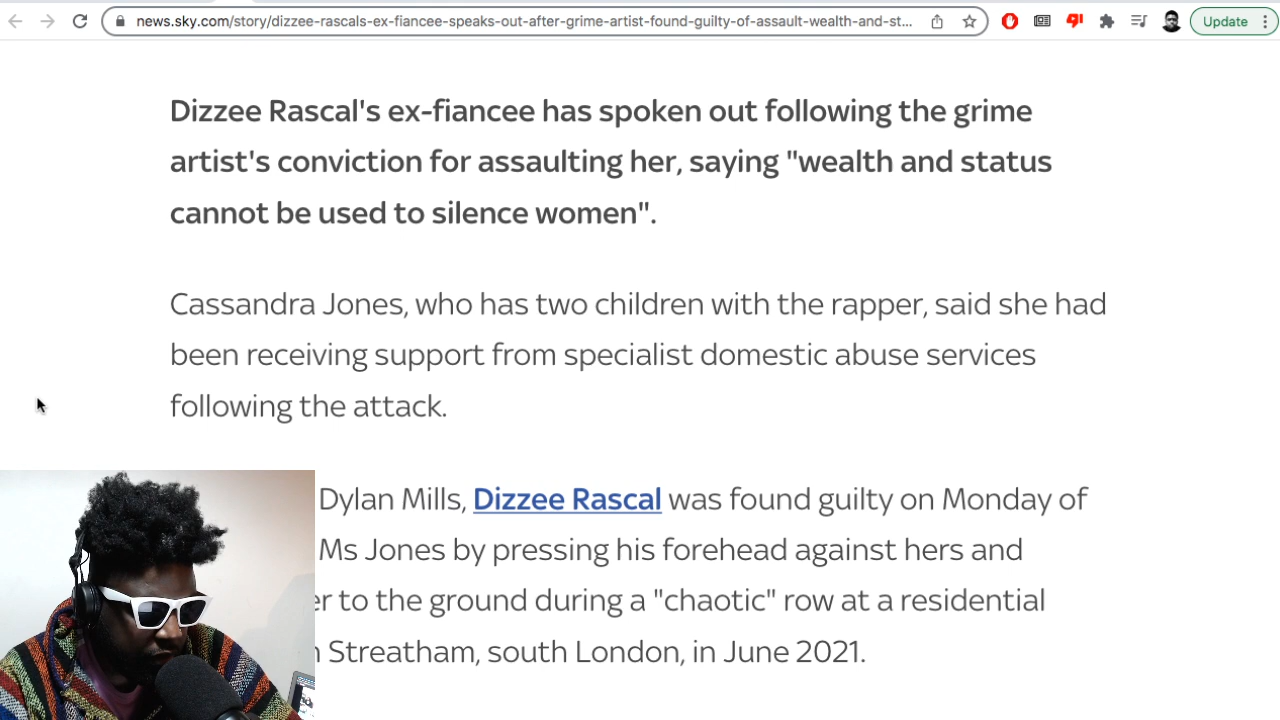 news.sky.com/story/dizzee-rascals-ex-fiancee-speaks-out-after-grime-artist-found-guilty-of-assault-wealth-and-st...
Update
Dizzee Rascal's ex-fiancee has spoken out following the grime
artist's conviction for assaulting her, saying "wealth and status
cannot be used to silence women".
Cassandra Jones, who has two children with the rapper, said she had
been receiving support from specialist domestic abuse services
following the attack.
Dylan Mills, Dizzee Rascal was found guilty on Monday of
Ms Jones by pressing his forehead against hers and
to the ground during a "chaotic" row at a residential
Streatham, south London, in June 2021.